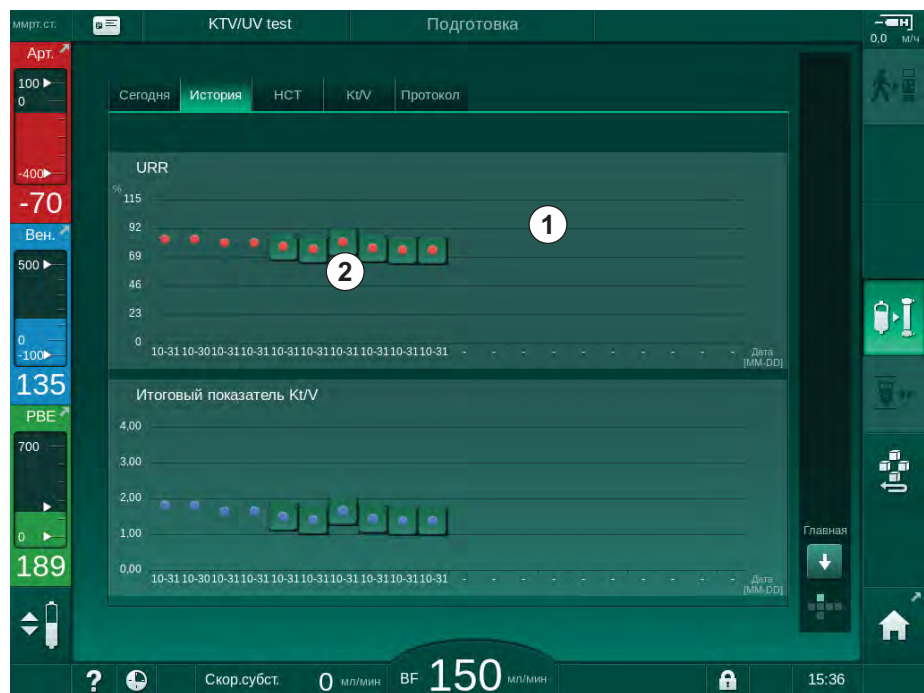 ммрт.ст.
KTV/UV test
Подготовка
0,0 м/ч
Арт.
100
0
-400
-70
Вен.
500
0
-100
135
PBE
700
0
189
Сегодня История HCT Kt/V Протокол
URR
%
115
92
69
46
23
0
1
2
10-31 10-30 10-31 10-31 10-31 10-31 10-31 10-31 10-31 10-31 - - - - - - - - - - Дата
[MM-DD]
Итоговый показатель Kt/V
4,00
3,00
2,00
1,00
0,00
10-31 10-30 10-31 10-31 10-31 10-31 10-31 10-31 10-31 10-31 - - - - - - - - - - Дата
[MM-DD]
Главная
? Скор.субст. 0 мл/мин BF 150 мл/мин 15:36